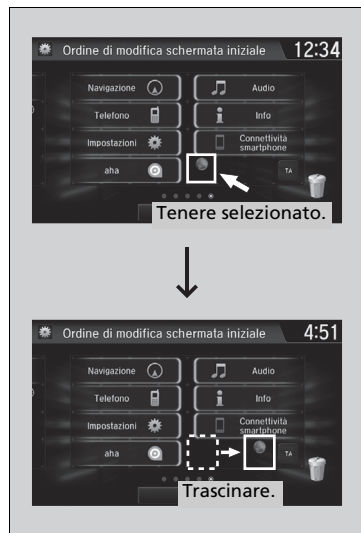 Ordine di modifica schermata iniziale 12:34
Navigazione Audio
Telefono Info
Impostazioni Connettività
smartphone
aha TA
Tenere selezionato.
Ordine di modifica schermata iniziale 4:51
Navigazione Audio
Telefono Info
Impostazioni Connettività
smartphone
aha TA
Trascinare.